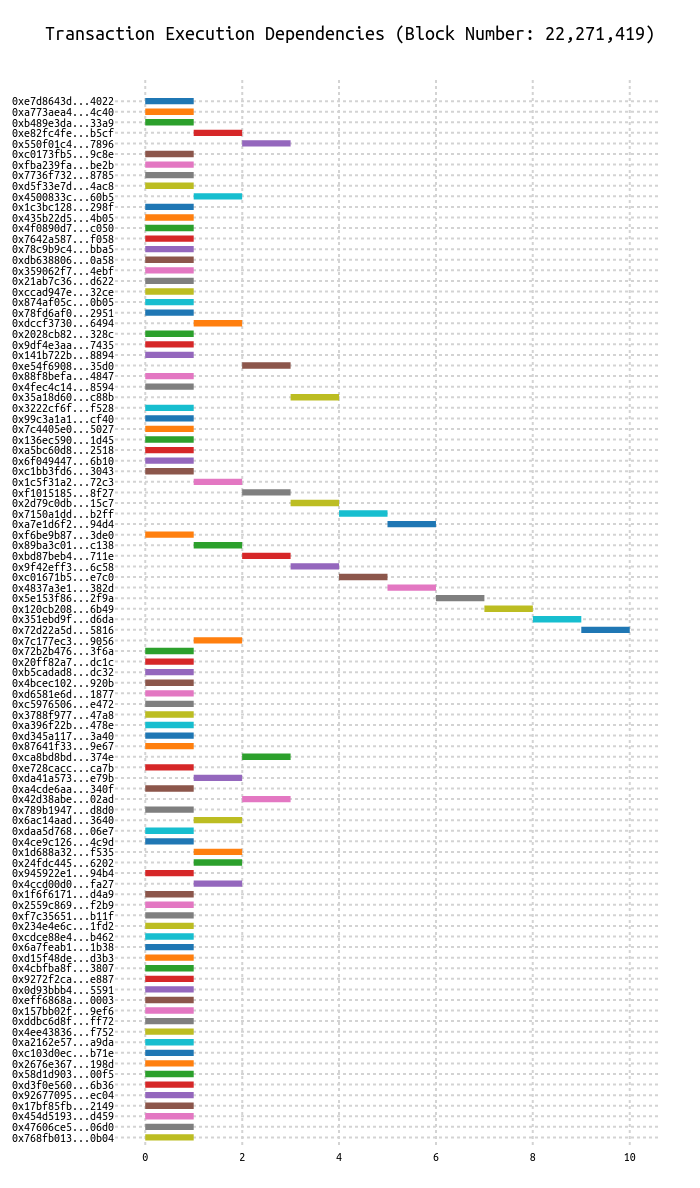 Transaction Execution Dependencies (Block Number: 22,271,419)
0xe7d8643d...4022
0xa773aea4...4c40
0xb489e3da...33a9
0xe82fc4fe...b5cf
0x550f01c4...7896
0xc0173fb5...9c8e
0xfba239fa...be2b
0x7736f732...8785
0xd5f33e7d...4ac8
0x4500833c...60b5
0x1c3bc128...298f
0x435b22d5...4b05
0x4f0890d7...c050
0x7642a587...f058
0x78c9b9c4...bba5
0xdb638806...0a58
0x359062f7...4ebf
0x21ab7c36...d622
0xccad947e...32ce
0x874af05c...0b05
0x78fd6af0...2951
0xdccf3730...6494
0x2028cb82...328c
0x9df4e3aa...7435
0x141b722b...8894
0xe54f6908...35d0
0x88f8befa...4847
0x4fec4c14...8594
0x35a18d60...c88b
0x3222cf6f...f528
0x99c3a1a1...cf40
0x7c4405e0...5027
0x136ec590...1d45
0xa5bc60d8...2518
0x6f049447...6b10
0xc1bb3fd6...3043
0x1c5f31a2...72c3
0xf1015185...8f27
0x2d79c0db...15c7
0x7150a1dd...b2ff
0xa7e1d6f2...94d4
0xf6be9b87...3de0
0x89ba3c01...c138
0xbd87beb4...711e
0x9f42eff3...6c58
0xc01671b5...e7c0
0x4837a3e1...382d
0x5e153f86...2f9a
0x120cb208...6b49
0x351ebd9f...d6da
0x72d22a5d...5816
0x7c177ec3...9056
0x72b2b476...3f6a
0x20ff82a7...dc1c
0xb5cadad8...dc32
0x4bcec102...920b
0xd6581e6d...1877
0xc5976506...e472
0x3788f977...47a8
0xa396f22b...478e
0xd345a117...3a40
0x87641f33...9e67
0xca8bd8bd...374e
0xe728cacc...ca7b
0xda41a573...e79b
0xa4cde6aa...340f
0x42d38abe...02ad
0x789b1947...d8d0
0x6ac14aad...3640
0xdaa5d768...06e7
0x4ce9c126...4c9d
0x1d688a32...f535
0x24fdc445...6202
0x945922e1...94b4
0x4ccd00d0...fa27
0x1f6f6171...d4a9
0x2559c869...f2b9
0xf7c35651...b11f
0x234e4e6c...1fd2
0xcdce88e4...b462
0x6a7feab1...1b38
0xd15f48de...d3b3
0x4cbfba8f...3807
0x9272f2ca...e887
0x0d93bbb4...5591
0xeff6868a...0003
0x157bb02f...9ef6
0xddbc6d8f...ff72
0x4ee43836...f752
0xa2162e57...a9da
0xc103d0ec...b71e
0x2676e367...198d
0x58d1d903...00f5
0xd3f0e560...6b36
0x92677095...ec04
0x17bf85fb...2149
0x454d5193...d459
0x47606ce5...06d0
0x768fb013...0b04
0 2 4 6 8 10